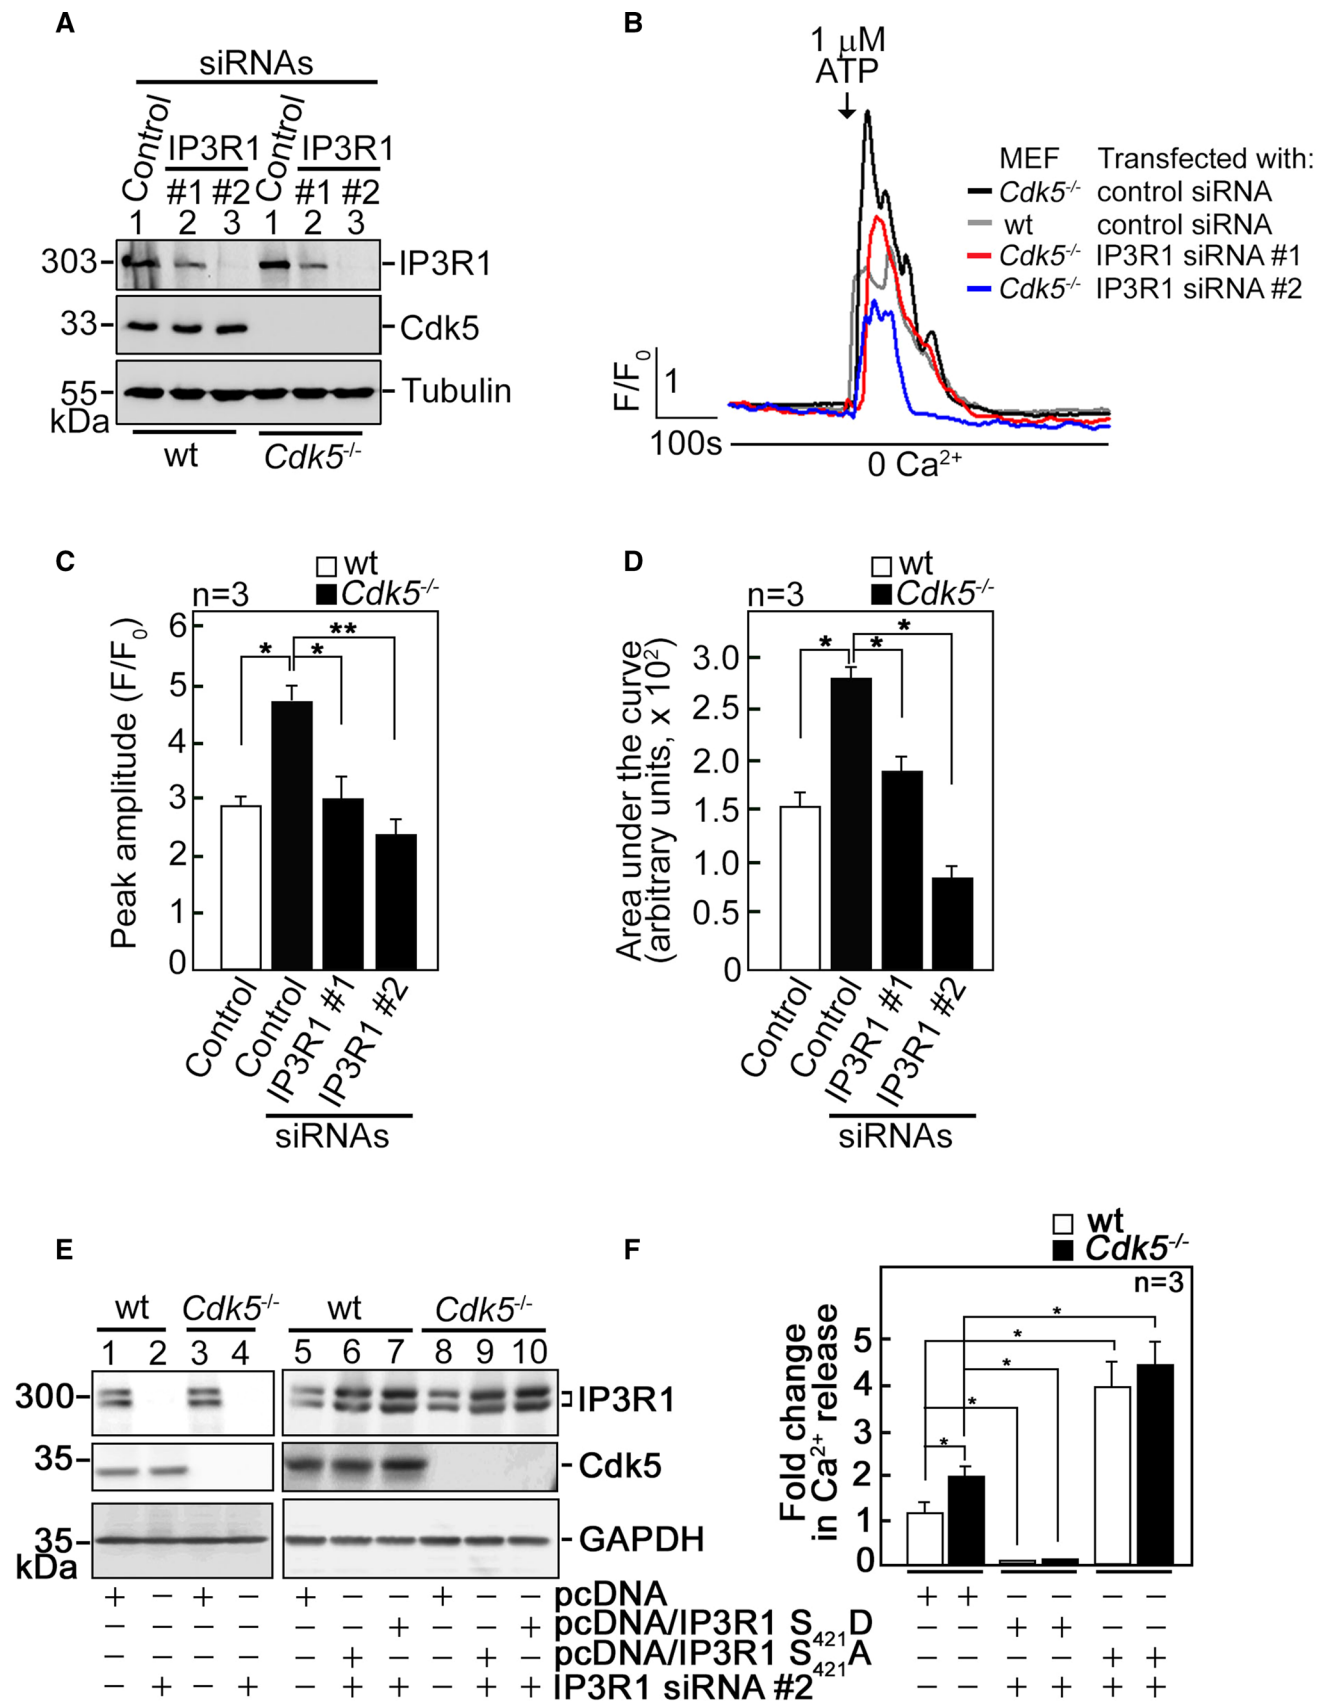 A
siRNAs
Control IP3R1 Control IP3R1
#1 #2 #1 #2
1 2 3 1 2 3
303 IP3R1
33 Cdk5
55 Tubulin
kDa
wt Cdk5-/-
B
1 μM
ATP
MEF Transfected with:
Cdk5-/- control siRNA
wt control siRNA
Cdk5-/- IP3R1 siRNA #1
Cdk5-/- IP3R1 siRNA #2
F/F0 1
100s
0 Ca2+
C
wt
Cdk5-/-
n=3
Peak amplitude (F/F0)
6
5
4
3
2
1
0
* * **
Control Control IP3R1 #1 IP3R1 #2
siRNAs
D
wt
Cdk5-/-
n=3
Area under the curve
(arbitrary units, x 102)
3.0
2.5
2.0
1.5
1.0
0.5
0
* * *
Control Control IP3R1 #1 IP3R1 #2
siRNAs
E
wt Cdk5-/- wt Cdk5-/-
1 2 3 4 5 6 7 8 9 10
300 IP3R1
35 Cdk5
35 GAPDH
kDa
+ – + – + – – + – – pcDNA
– – – – – – + – – + pcDNA/IP3R1 S421D
– – – – – + – – + – pcDNA/IP3R1 S421A
– + – + – + + – + + IP3R1 siRNA #2
F
wt
Cdk5-/-
n=3
Fold change
in Ca2+ release
5
4
3
2
1
0
* * * * *
+ + – – – –
– – + + – –
– – – – + +
– – + + + +